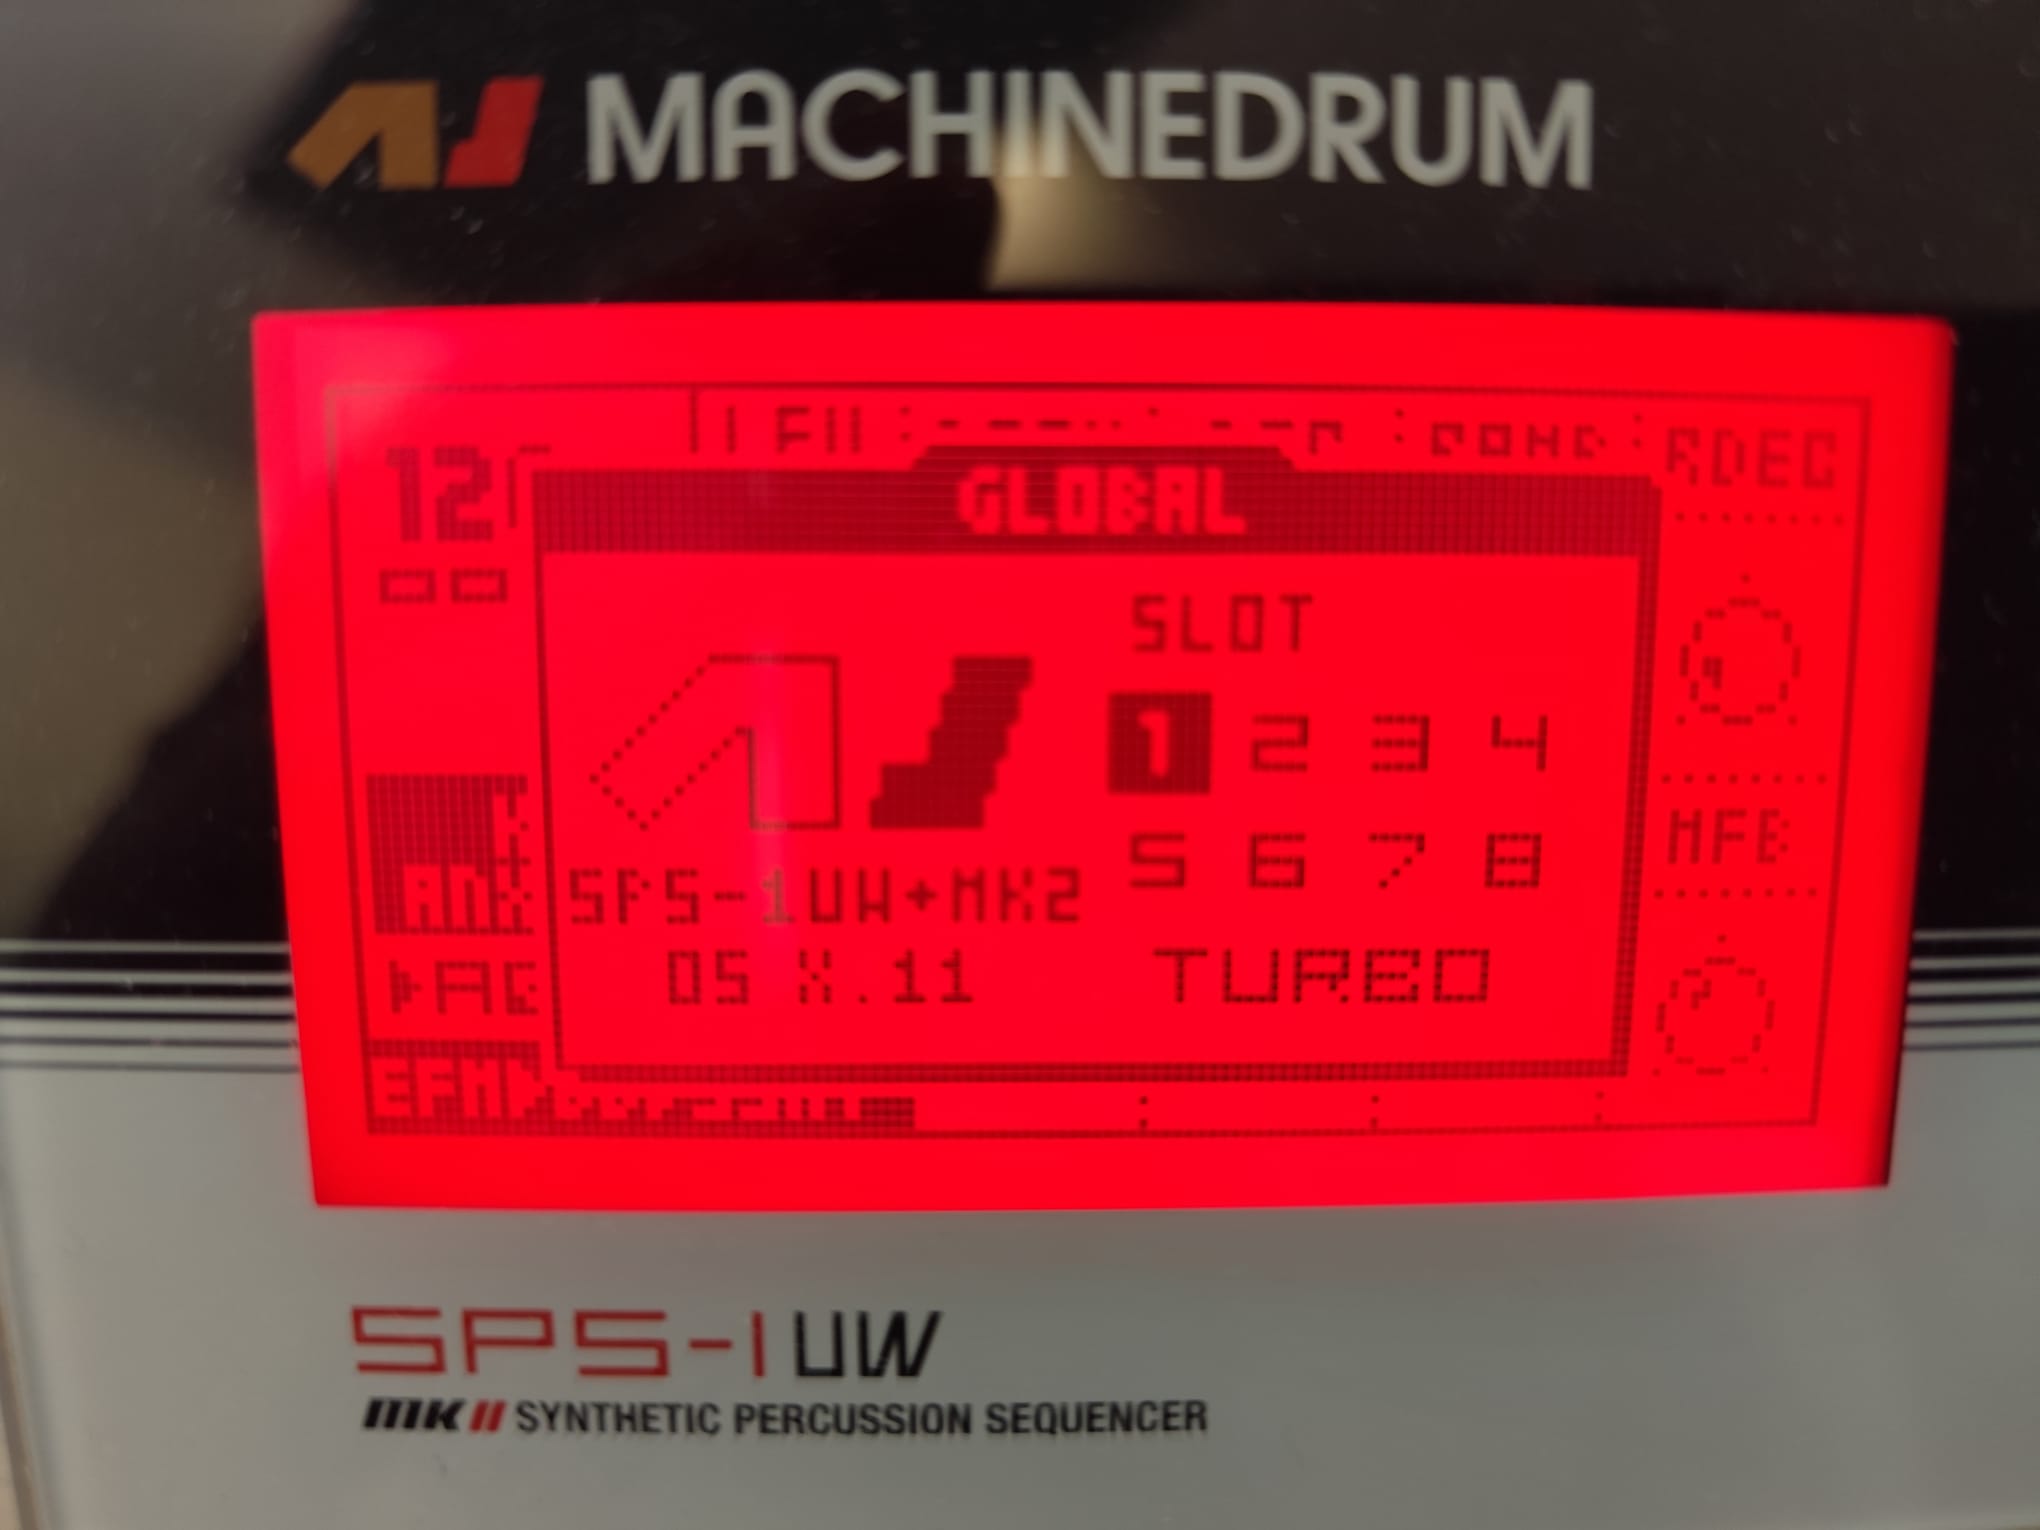 MACHINEDRUM
RDEC
12
GLOBAL
SLOT
1 2 3 4
5 6 7 8
MFB
SPS-1UW+MK2
OS X.11
TURBO
SPS-1UW
MKII SYNTHETIC PERCUSSION SEQUENCER